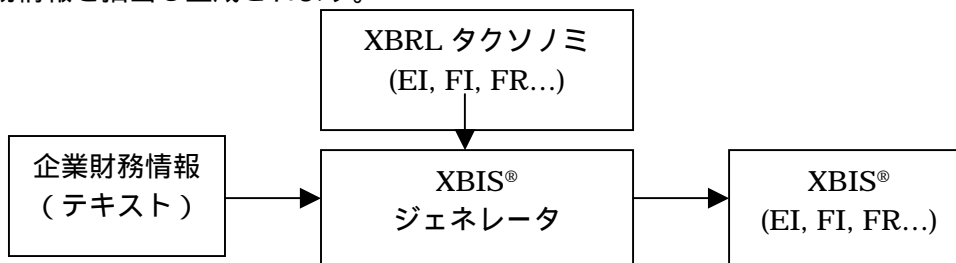 XBRL タクソノミ
(EI, FI, FR…)
企業財務情報
（テキスト）
XBIS®
ジェネレータ
XBIS®
(EI, FI, FR…)